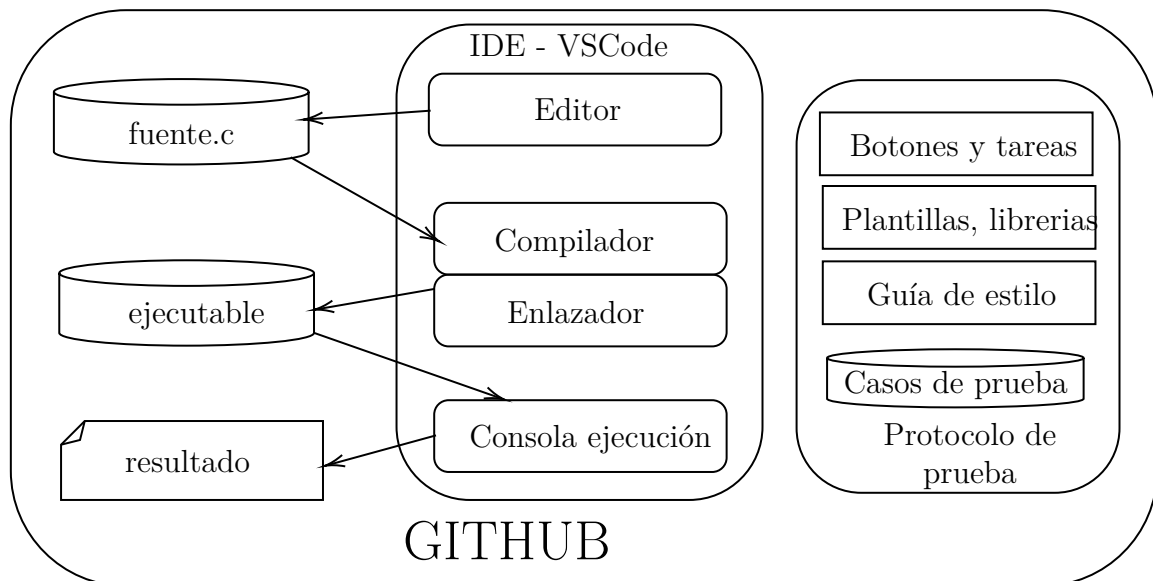 IDE - VSCode
Editor
fuente.c
Compilador
Enlazador
ejecutable
Consola ejecución
resultado
Botones y tareas
Plantillas, librerias
Guía de estilo
Casos de prueba
Protocolo de
prueba
GITHUB